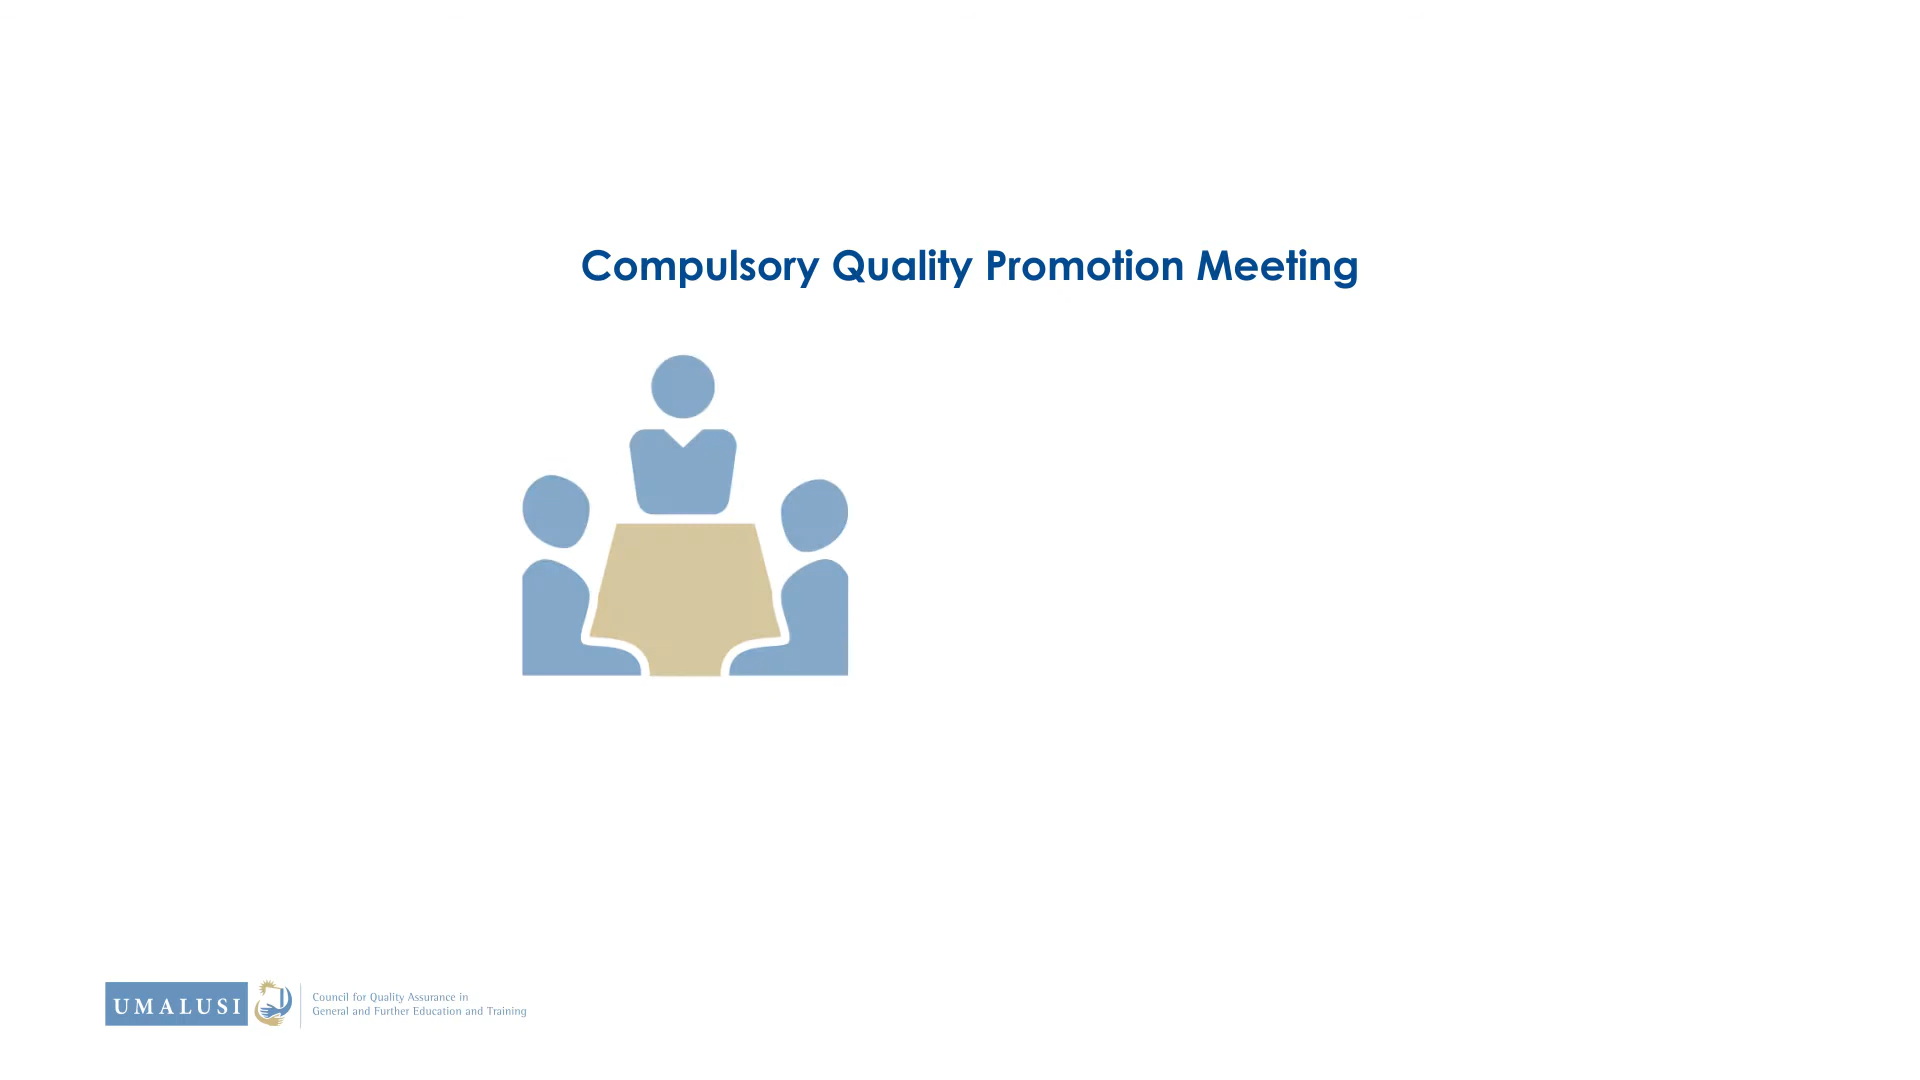 Compulsory Quality Promotion Meeting
UMALUSI
Council for Quality Assurance in
General and Further Education and Training